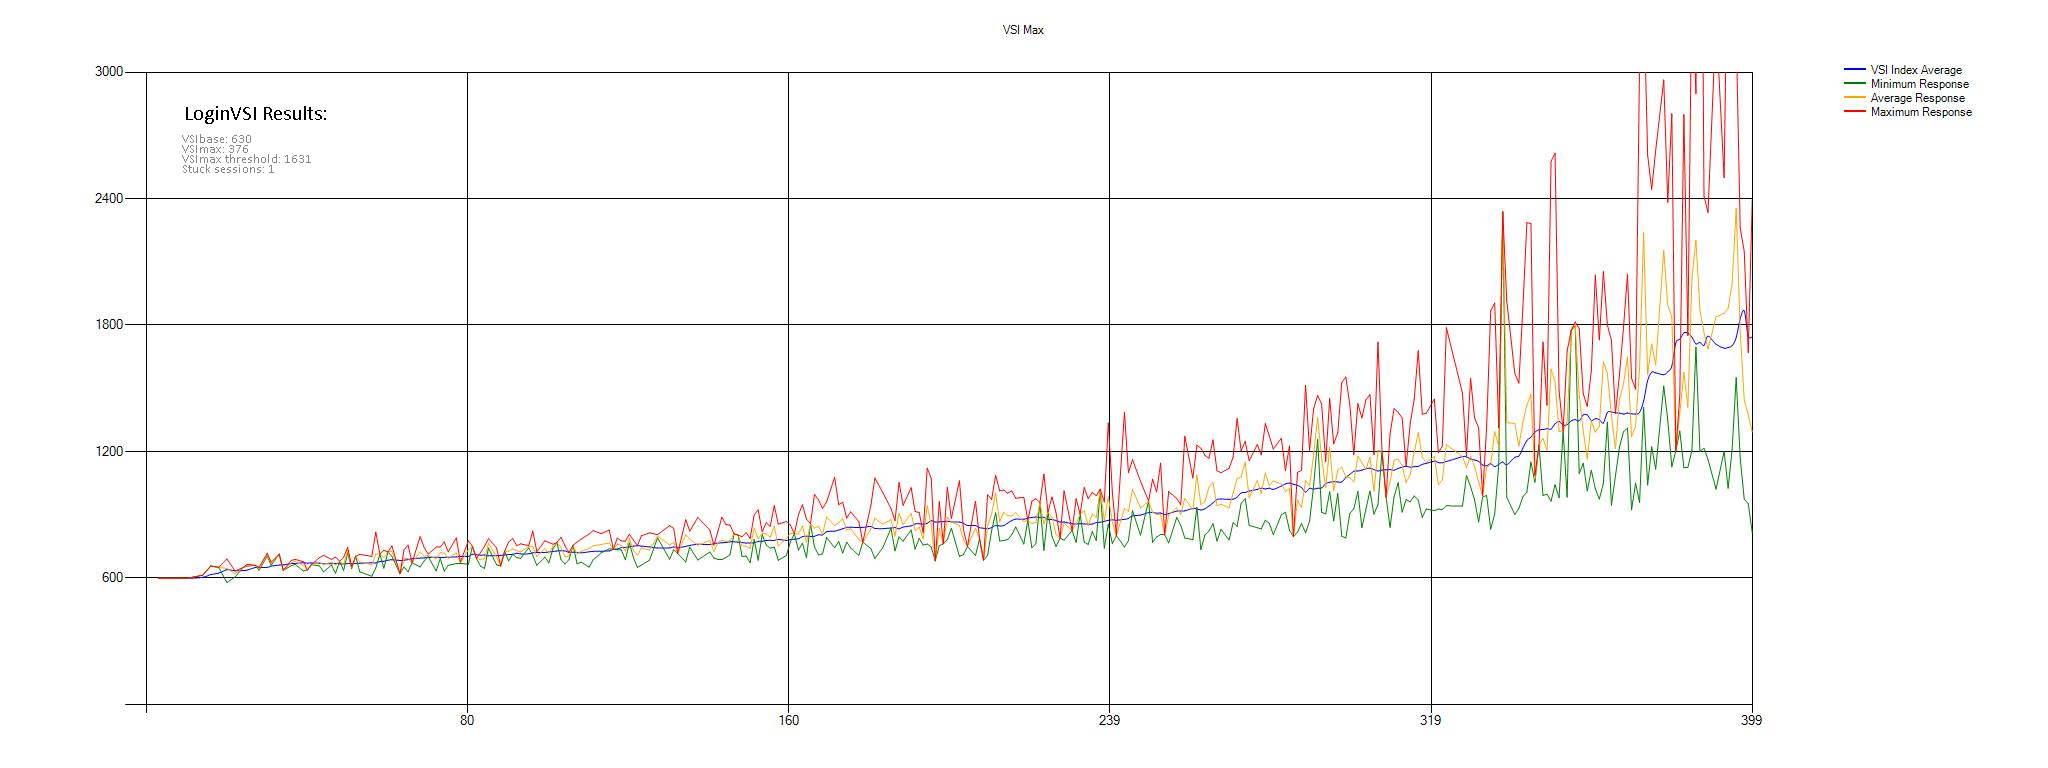 VSI Max
3000
2400
1800
1200
600
LoginVSI Results:
VSIbase: 630
VSImax: 376
VSImax threshold: 1631
Stuck sessions: 1
VSI Index Average
Minimum Response
Average Response
Maximum Response
80
160
239
319
399